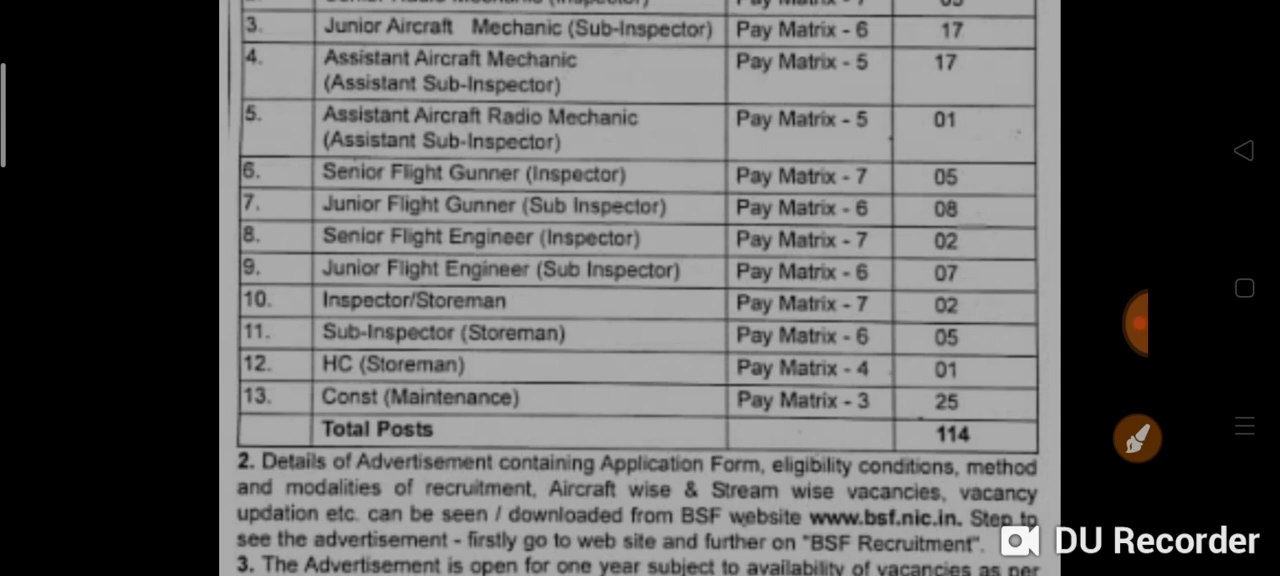 3. Junior Aircraft Mechanic (Sub-Inspector) Pay Matrix - 6 17
4. Assistant Aircraft Mechanic Pay Matrix - 5 17
(Assistant Sub-Inspector)
5. Assistant Aircraft Radio Mechanic Pay Matrix - 5 01
(Assistant Sub-Inspector)
6. Senior Flight Gunner (Inspector) Pay Matrix - 7 05
7. Junior Flight Gunner (Sub Inspector) Pay Matrix - 6 08
8. Senior Flight Engineer (Inspector) Pay Matrix - 7 02
9. Junior Flight Engineer (Sub Inspector) Pay Matrix - 6 07
10. Inspector/Storeman Pay Matrix - 7 02
11. Sub-Inspector (Storeman) Pay Matrix - 6 05
12. HC (Storeman) Pay Matrix - 4 01
13. Const (Maintenance) Pay Matrix - 3 25
Total Posts 114
2. Details of Advertisement containing Application Form, eligibility conditions, method
and modalities of recruitment, Aircraft wise & Stream wise vacancies, vacancy
updation etc. can be seen / downloaded from BSF website www.bsf.nic.in. Step to
see the advertisement - firstly go to web site and further on "BSF Recruitment".
3. The Advertisement is open for one year subject to availability of vacancies as per
DU Recorder